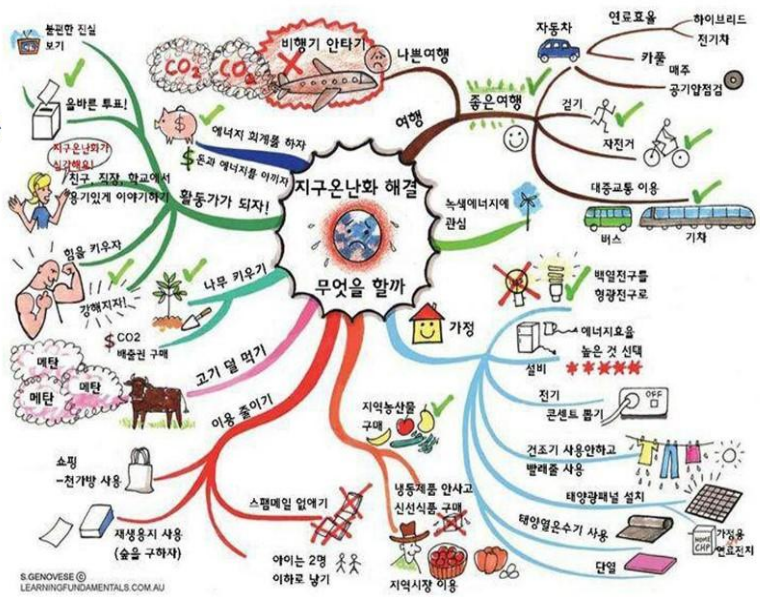 불편한 진실
보기
올바른 투표!
지구온난화가
심각해요!
친구, 직장, 학교에서
용기있게 이야기하기
힘을 키우자
강해지자!
활동가가 되자!
CO2
CO2
비행기 안타기
나쁜여행
여행
좋은여행
자동차
연료효율
하이브리드
전기차
카풀
매주
공기압점검
걷기
자전거
대중교통 이용
버스
기차
$
에너지 회계를 하자
$ 돈과 에너지를 아끼자
지구온난화 해결
무엇을 할까
녹색에너지에
관심
나무 키우기
$ CO2
배출권 구매
고기 덜 먹기
메탄
메탄
메탄
이용 줄이기
쇼핑
-천가방 사용
재생용지 사용
(숲을 구하자)
스팸메일 없애기
아이는 2명
이하로 낳기
지역농산물
구매
냉동제품 안사고
신선식품 구매
지역시장 이용
가정
백열전구를
형광전구로
설비
에너지효율
높은 것 선택
전기
콘센트 뽑기
OFF
건조기 사용안하고
빨래줄 사용
태양광패널 설치
태양열온수기 사용
HOME
CHP
가정용
연료전지
단열
S.GENOVESE ©
LEARNINGFUNDAMENTALS.COM.AU